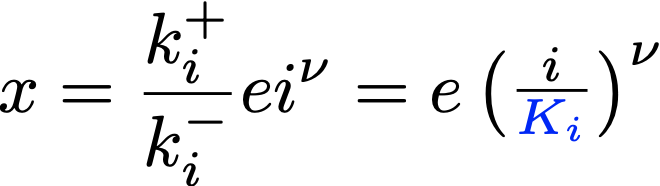 $x = \frac{k_i^+}{k_i^-} e i^\nu = e \left( \frac{i}{K_i} \right)^\nu$